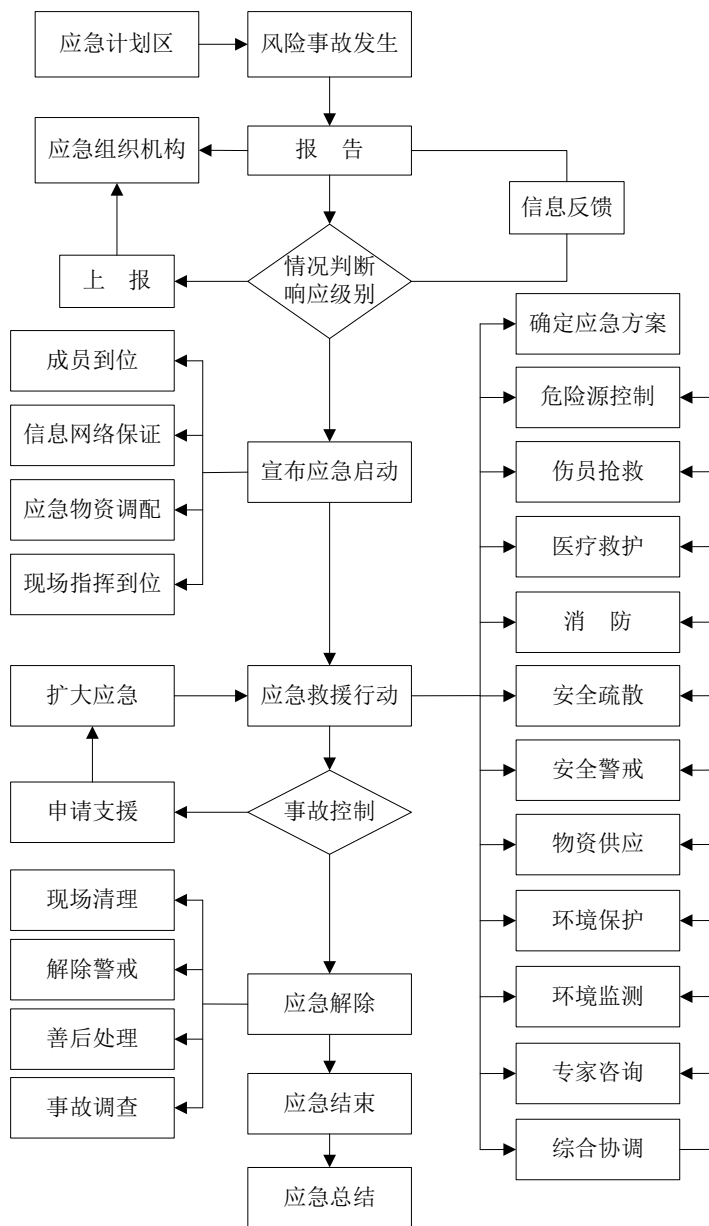 应急计划区
风险事故发生
应急组织机构
报 告
信息反馈
上 报
情况判断
响应级别
确定应急方案
成员到位
危险源控制
信息网络保证
宣布应急启动
伤员抢救
应急物资调配
医疗救护
现场指挥到位
消 防
扩大应急
应急救援行动
安全疏散
安全警戒
申请支援
事故控制
物资供应
现场清理
环境保护
解除警戒
应急解除
环境监测
善后处理
专家咨询
事故调查
应急结束
综合协调
应急总结